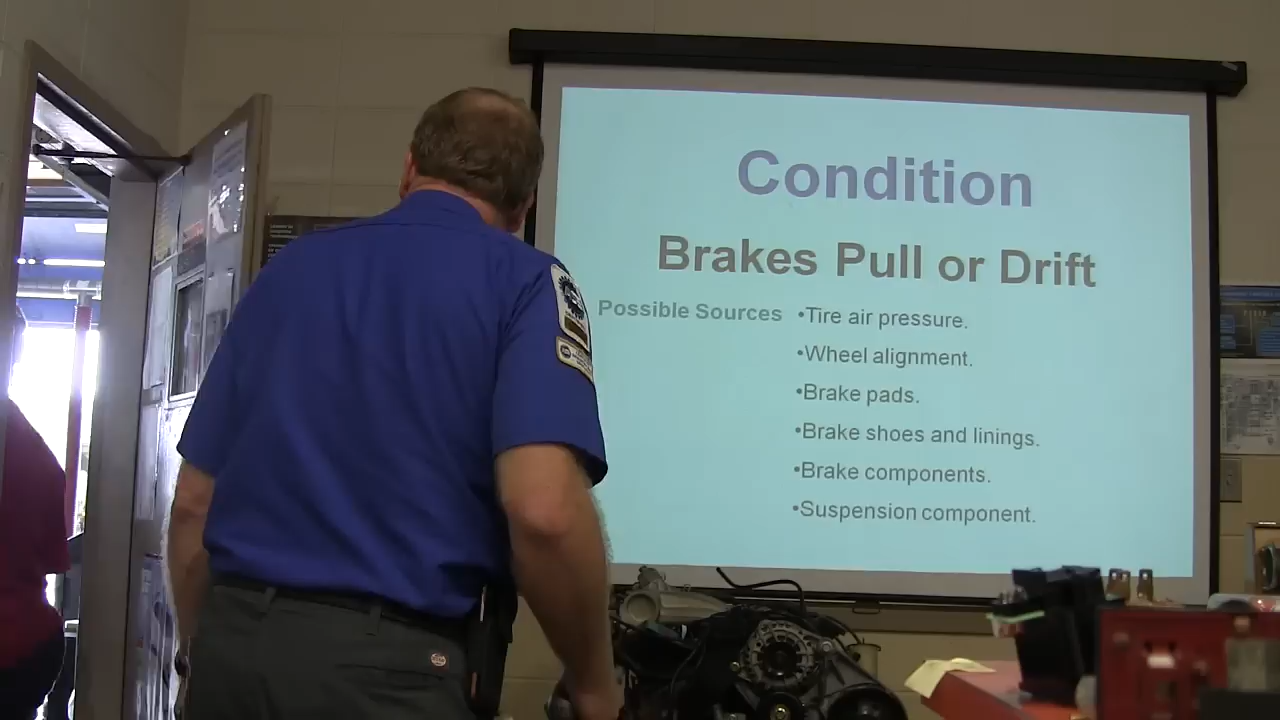 Condition
Brakes Pull or Drift
Possible Sources •Tire air pressure.
•Wheel alignment.
•Brake pads.
•Brake shoes and linings.
•Brake components.
•Suspension component.